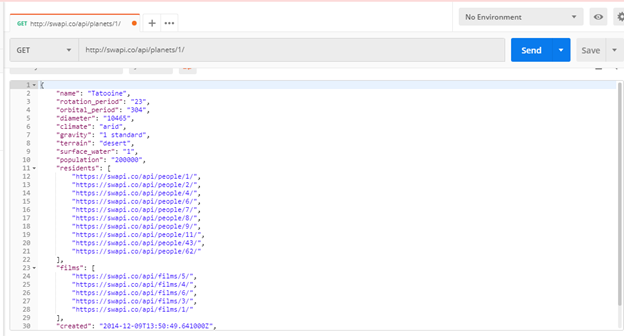 GET http://swapi.co/api/planets/1/
No Environment
GET http://swapi.co/api/planets/1/ Send Save
1 {
2 "name": "Tatooine",
3 "rotation_period": "23",
4 "orbital_period": "304",
5 "diameter": "10465",
6 "climate": "arid",
7 "gravity": "1 standard",
8 "terrain": "desert",
9 "surface_water": "1",
10 "population": "200000",
11 "residents": [
12 "https://swapi.co/api/people/1/",
13 "https://swapi.co/api/people/2/",
14 "https://swapi.co/api/people/4/",
15 "https://swapi.co/api/people/6/",
16 "https://swapi.co/api/people/7/",
17 "https://swapi.co/api/people/8/",
18 "https://swapi.co/api/people/9/",
19 "https://swapi.co/api/people/11/",
20 "https://swapi.co/api/people/43/",
21 "https://swapi.co/api/people/62/"
22 ],
23 "films": [
24 "https://swapi.co/api/films/5/",
25 "https://swapi.co/api/films/4/",
26 "https://swapi.co/api/films/6/",
27 "https://swapi.co/api/films/3/",
28 "https://swapi.co/api/films/1/"
29 ],
30 "created": "2014-12-09T13:50:49.641000Z",